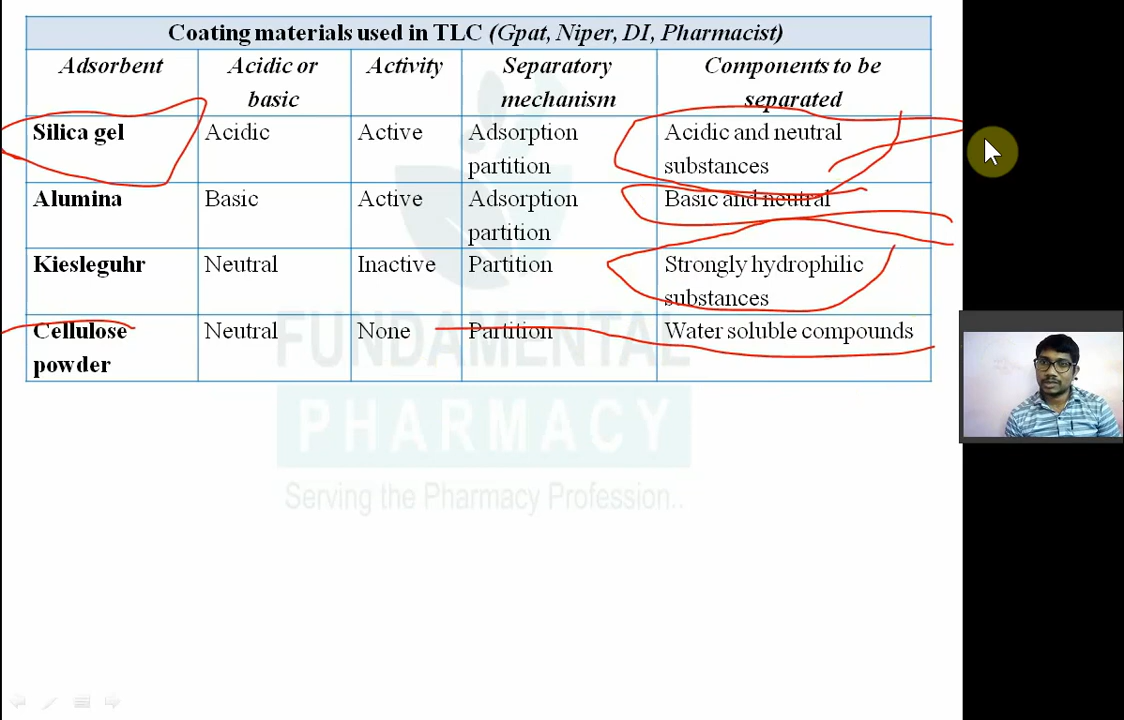 Coating materials used in TLC (Gpat, Niper, DI, Pharmacist)
Adsorbent Acidic or basic Activity Separatory mechanism Components to be separated
Silica gel Acidic Active Adsorption partition Acidic and neutral substances
Alumina Basic Active Adsorption partition Basic and neutral
Kiesleguhr Neutral Inactive Partition Strongly hydrophilic substances
Cellulose powder Neutral None Partition Water soluble compounds
FUNDAMENTAL
PHARMACY
Serving the Pharmacy Profession..